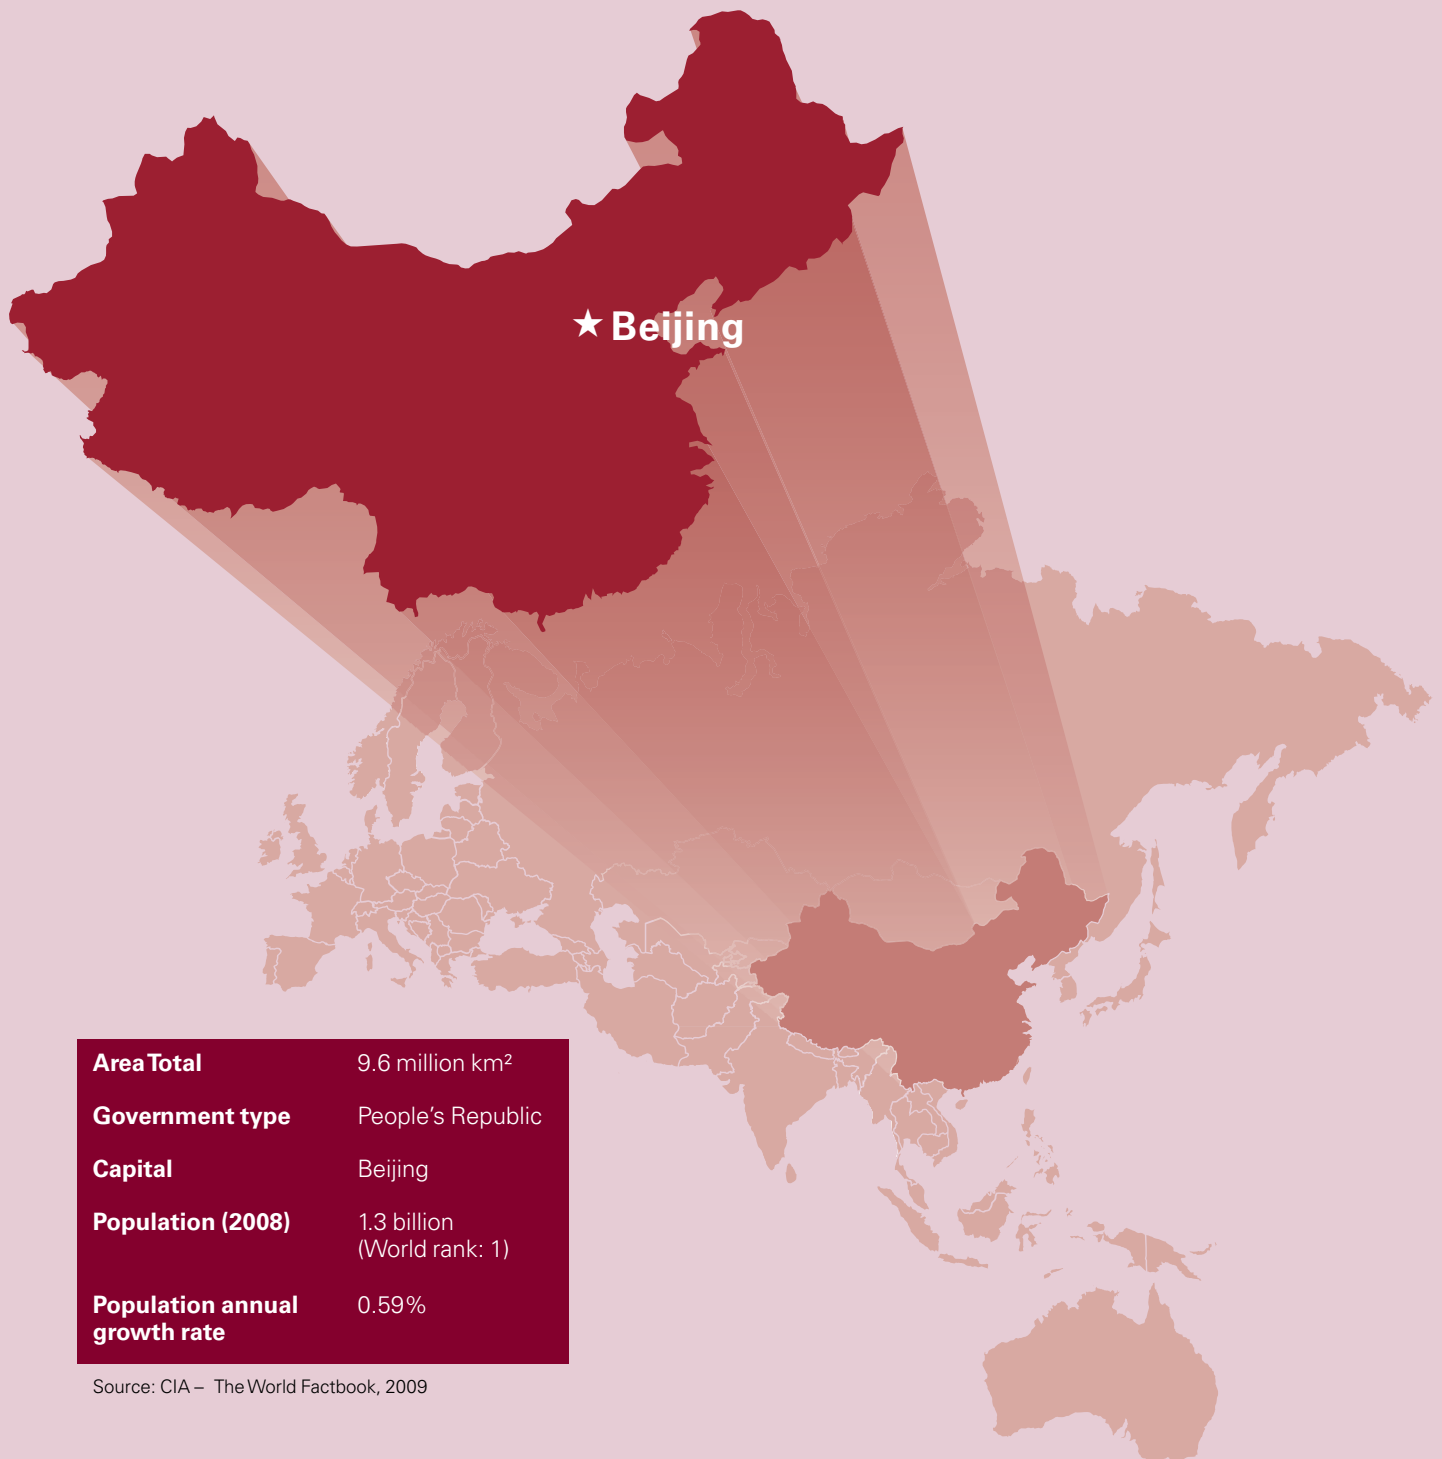 ★ Beijing
Area Total 9.6 million km²
Government type People’s Republic
Capital Beijing
Population (2008) 1.3 billion
(World rank: 1)
Population annual 0.59%
growth rate
Source: CIA – The World Factbook, 2009